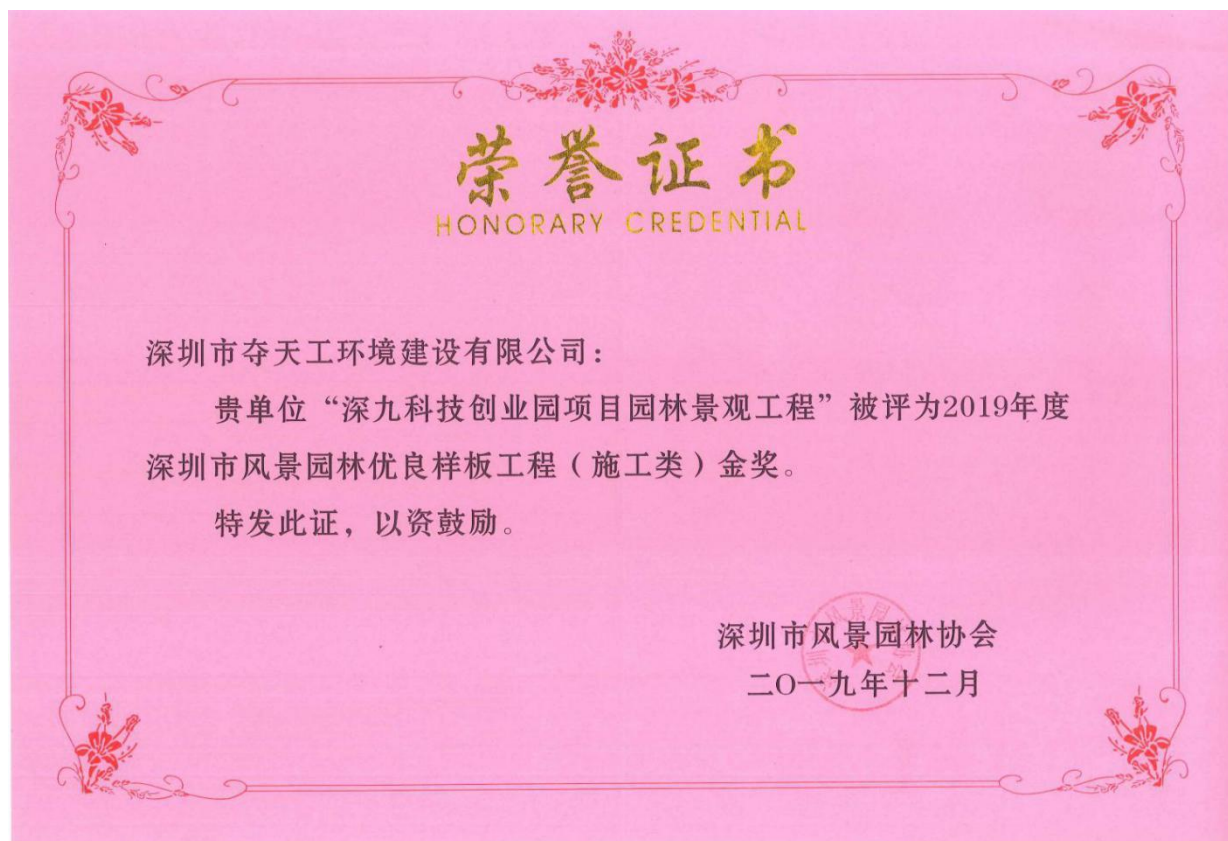 荣誉证书
HONORARY CREDENTIAL
深圳市夺天工环境建设有限公司：
贵单位“深九科技创业园项目园林景观工程”被评为2019年度
深圳市风景园林优良样板工程（施工类）金奖。
特发此证，以资鼓励。
深圳市风景园林协会
二〇一九年十二月